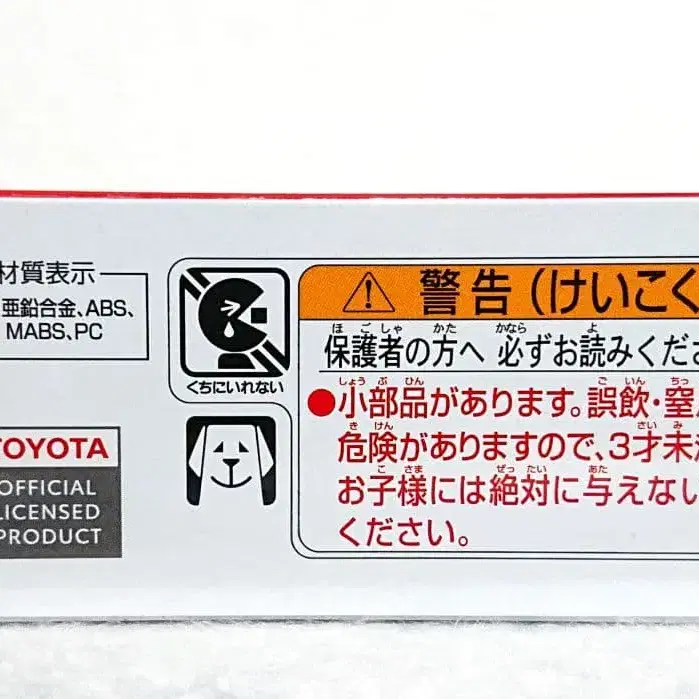 材質表示
亜鉛合金、ABS、
MABS、PC
くちにいれない
TOYOTA
OFFICIAL
LICENSED
PRODUCT
警告(けいこく
ほごしゃ かた かなら よ
保護者の方へ 必ずお読みくださ
しょうぶひん ごいん ちっ
●小部品があります。誤飲・窒
きけん さいみ
危険がありますので、3才未
こさま ぜったい あた
お子様には絶対に与えない
ください。